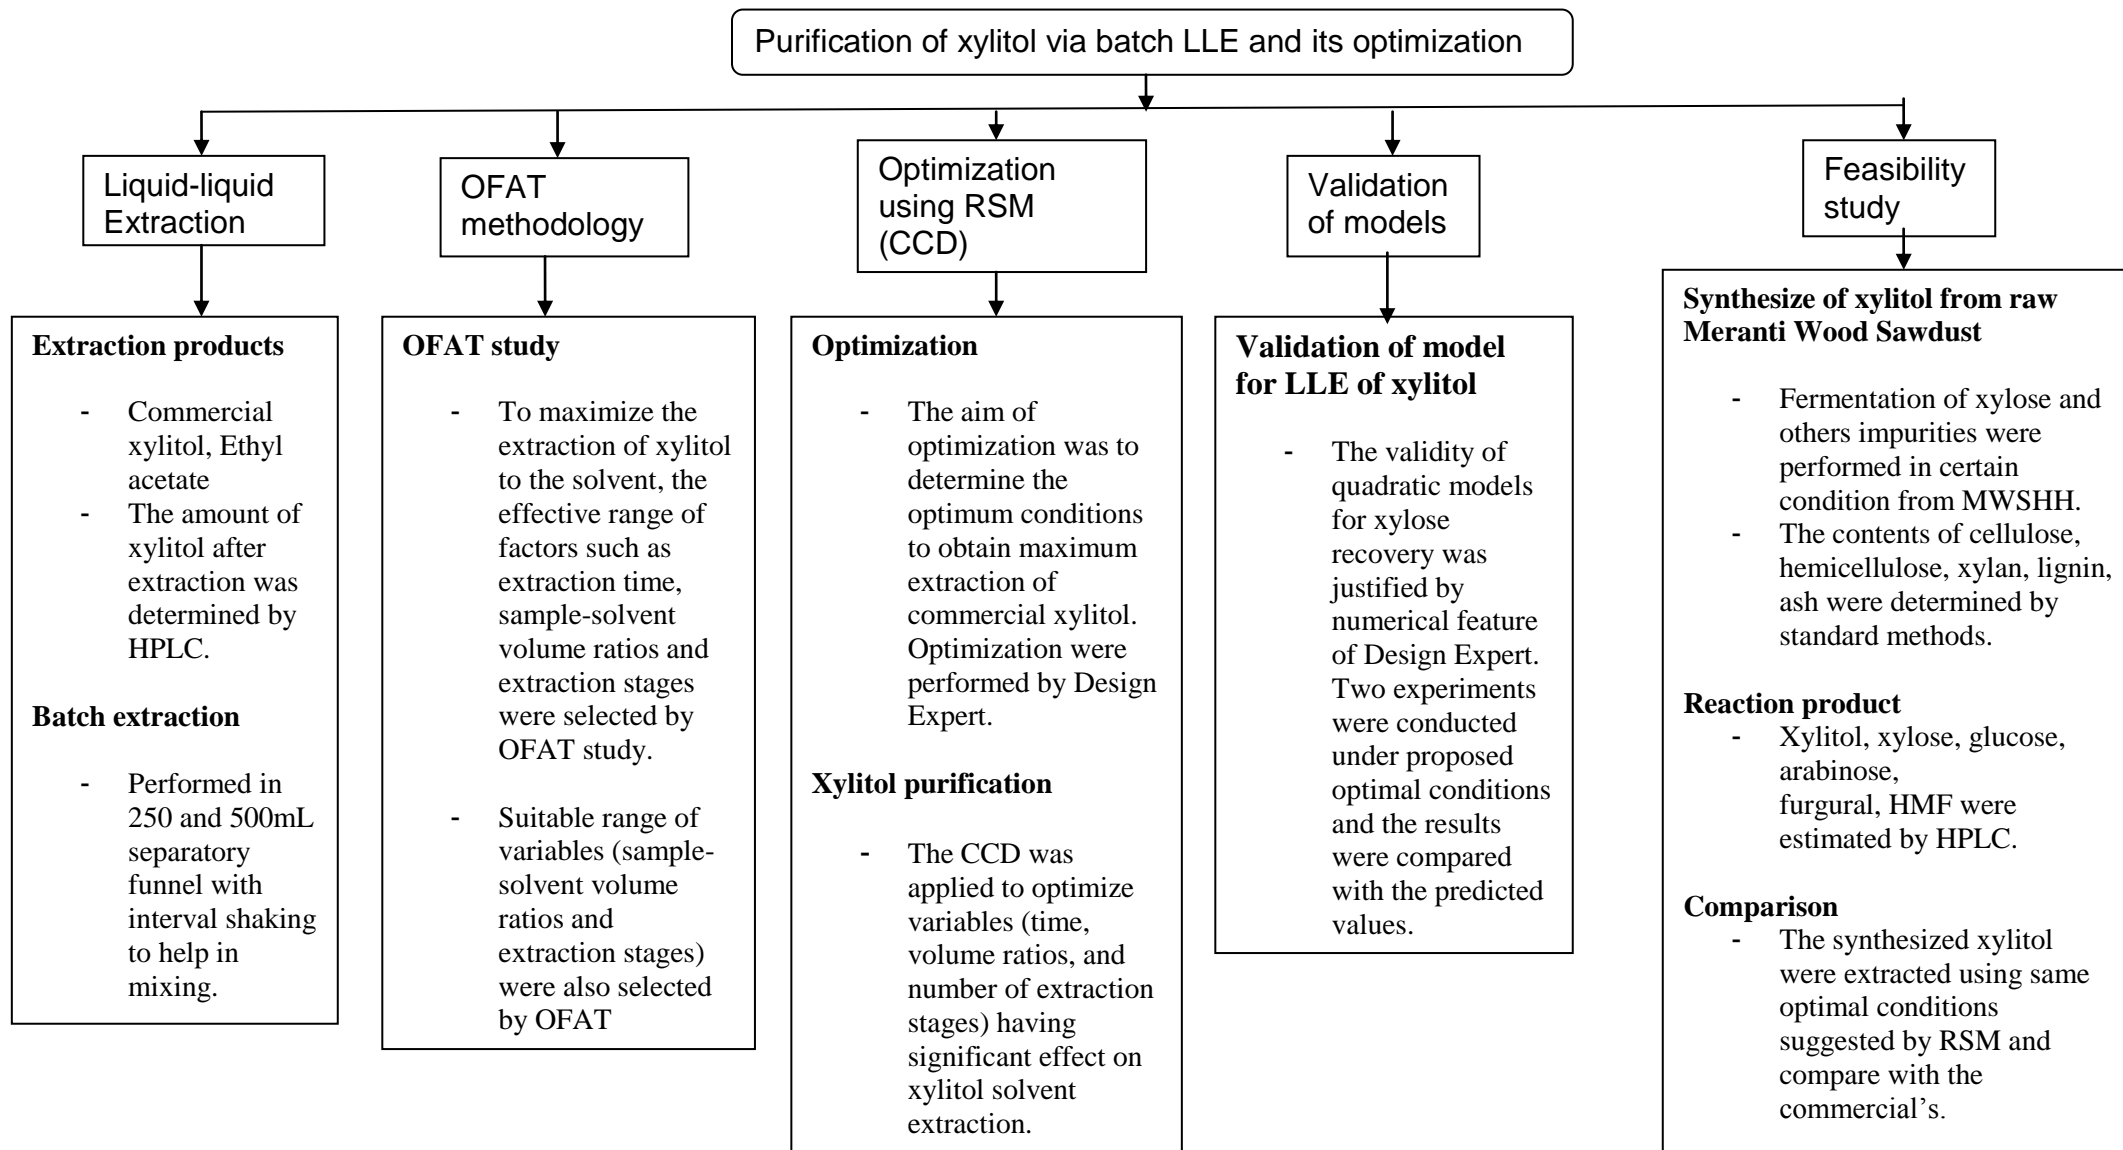 Purification of xylitol via batch LLE and its optimization
Liquid-liquid
Extraction
OFAT
methodology
Optimization
using RSM
(CCD)
Validation
of models
Feasibility
study
Extraction products
- Commercial
xylitol, Ethyl
acetate
- The amount of
xylitol after
extraction was
determined by
HPLC.
Batch extraction
- Performed in
250 and 500mL
separatory
funnel with
interval shaking
to help in
mixing.
OFAT study
- To maximize the
extraction of xylitol
to the solvent, the
effective range of
factors such as
extraction time,
sample-solvent
volume ratios and
extraction stages
were selected by
OFAT study.
- Suitable range of
variables (sample-
solvent volume
ratios and
extraction stages)
were also selected
by OFAT
Optimization
- The aim of
optimization was to
determine the
optimum conditions
to obtain maximum
extraction of
commercial xylitol.
Optimization were
performed by Design
Expert.
Xylitol purification
- The CCD was
applied to optimize
variables (time,
volume ratios, and
number of extraction
stages) having
significant effect on
xylitol solvent
extraction.
Validation of model
for LLE of xylitol
- The validity of
quadratic models
for xylose
recovery was
justified by
numerical feature
of Design Expert.
Two experiments
were conducted
under proposed
optimal conditions
and the results
were compared
with the predicted
values.
Synthesize of xylitol from raw
Meranti Wood Sawdust
- Fermentation of xylose and
others impurities were
performed in certain
condition from MWSHH.
- The contents of cellulose,
hemicellulose, xylan, lignin,
ash were determined by
standard methods.
Reaction product
- Xylitol, xylose, glucose,
arabinose,
furgural, HMF were
estimated by HPLC.
Comparison
- The synthesized xylitol
were extracted using same
optimal conditions
suggested by RSM and
compare with the
commercial’s.